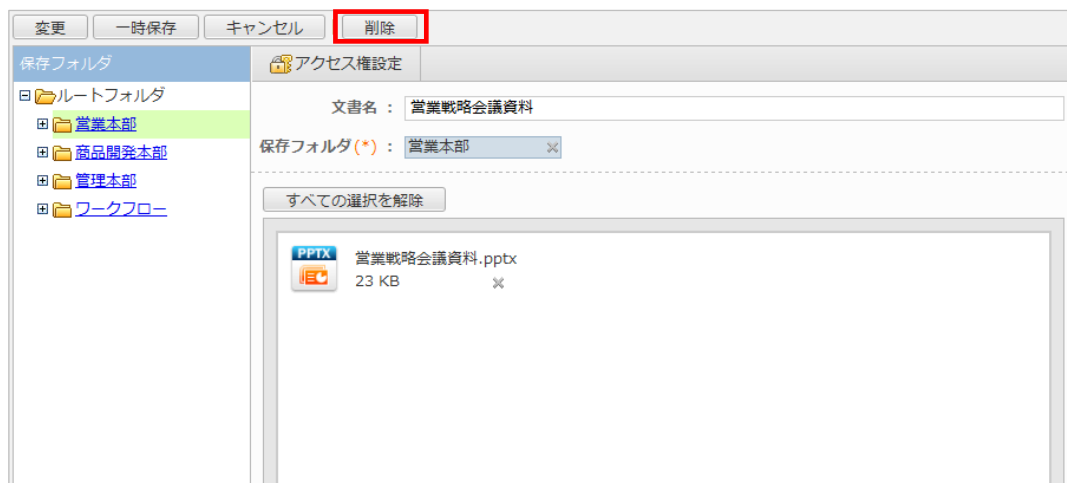 変更 一時保存 キャンセル 削除
保存フォルダ
アクセス権設定
ルートフォルダ
営業本部
商品開発本部
管理本部
ワークフロー
文書名 : 営業戦略会議資料
保存フォルダ(*) : 営業本部
すべての選択を解除
PPTX
営業戦略会議資料.pptx
23 KB